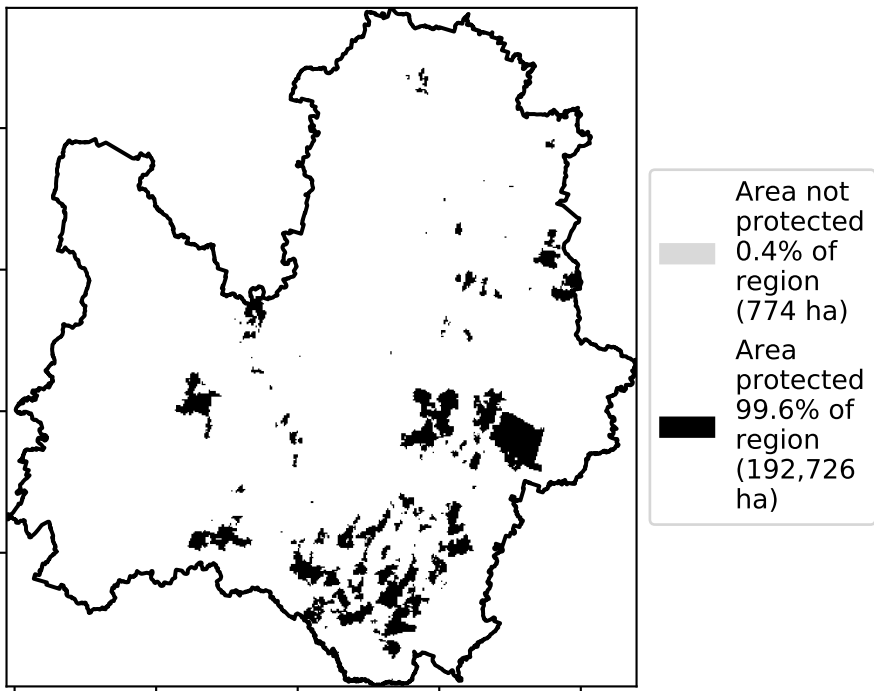 Area not
protected
0.4% of
region
(774 ha)
Area
protected
99.6% of
region
(192,726
ha)